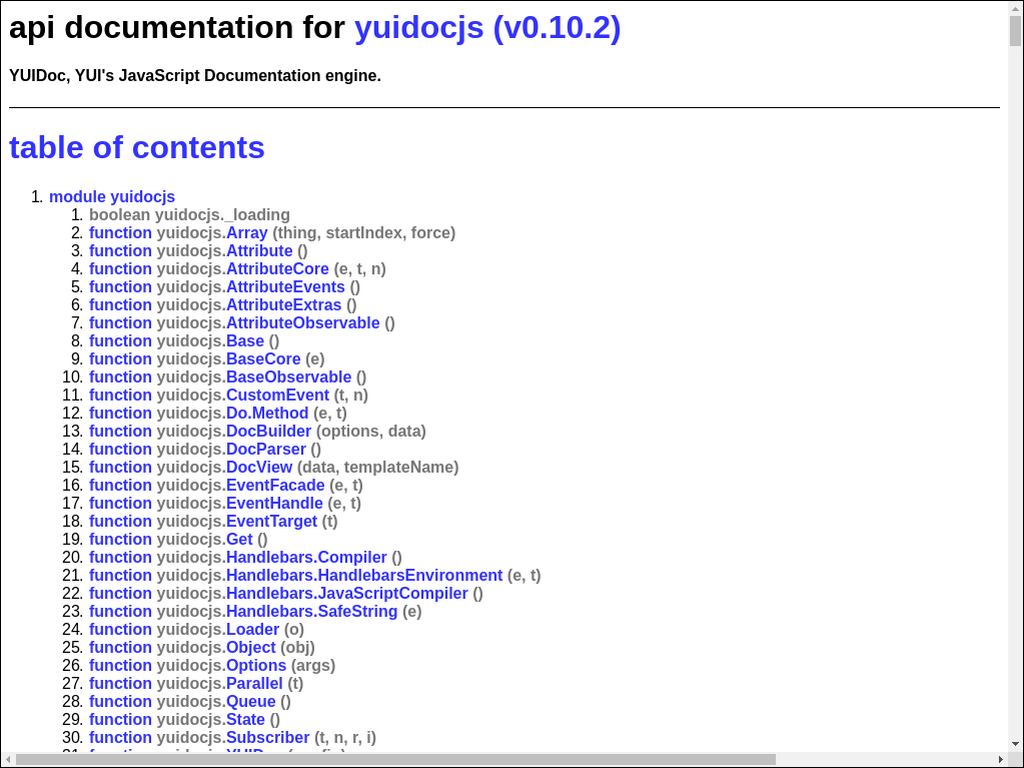 api documentation for yuidocjs (v0.10.2)
YUIDoc, YUI's JavaScript Documentation engine.
table of contents
1. module yuidocjs
1. boolean yuidocjs._loading
2. function yuidocjs.Array (thing, startIndex, force)
3. function yuidocjs.Attribute ()
4. function yuidocjs.AttributeCore (e, t, n)
5. function yuidocjs.AttributeEvents ()
6. function yuidocjs.AttributeExtras ()
7. function yuidocjs.AttributeObservable ()
8. function yuidocjs.Base ()
9. function yuidocjs.BaseCore (e)
10. function yuidocjs.BaseObservable ()
11. function yuidocjs.CustomEvent (t, n)
12. function yuidocjs.Do.Method (e, t)
13. function yuidocjs.DocBuilder (options, data)
14. function yuidocjs.DocParser ()
15. function yuidocjs.DocView (data, templateName)
16. function yuidocjs.EventFacade (e, t)
17. function yuidocjs.EventHandle (e, t)
18. function yuidocjs.EventTarget (t)
19. function yuidocjs.Get ()
20. function yuidocjs.Handlebars.Compiler ()
21. function yuidocjs.Handlebars.HandlebarsEnvironment (e, t)
22. function yuidocjs.Handlebars.JavaScriptCompiler ()
23. function yuidocjs.Handlebars.SafeString (e)
24. function yuidocjs.Loader (o)
25. function yuidocjs.Object (obj)
26. function yuidocjs.Options (args)
27. function yuidocjs.Parallel (t)
28. function yuidocjs.Queue ()
29. function yuidocjs.State ()
30. function yuidocjs.Subscriber (t, n, r, i)